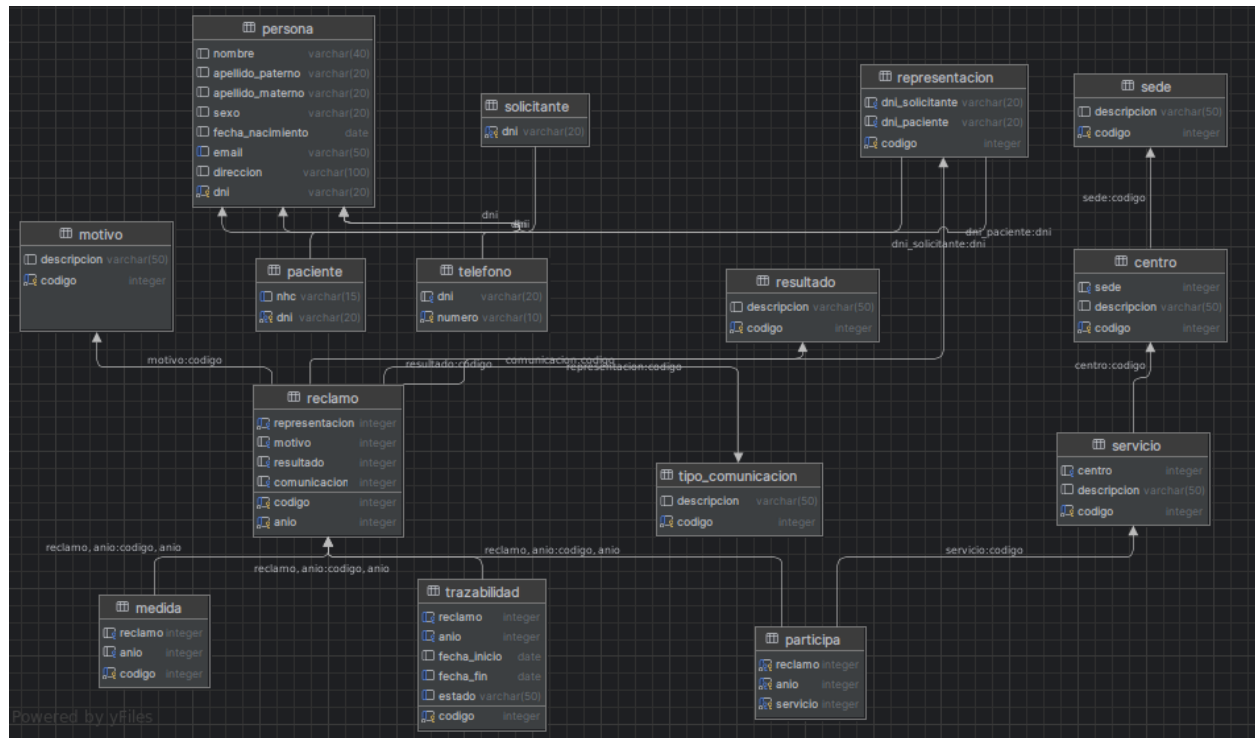 persona
nombre varchar(40)
apellido_paterno varchar(20)
apellido_materno varchar(20)
sexo varchar(20)
fecha_nacimiento date
email varchar(50)
direccion varchar(100)
dni varchar(20)
solicitante
dni varchar(20)
representacion
dni_solicitante varchar(20)
dni_paciente varchar(20)
codigo integer
sede
descripcion varchar(50)
codigo integer
sede:codigo
dni
dni_paciente:dni
dni_solicitante:dni
motivo
descripcion varchar(50)
codigo integer
paciente
nhc varchar(15)
dni varchar(20)
telefono
dni varchar(20)
numero varchar(10)
resultado
descripcion varchar(50)
codigo integer
centro
sede integer
descripcion varchar(50)
codigo integer
motivo:codigo
resultado:codigo
comunicacion:codigo
representacion:codigo
centro:codigo
reclamo
representacion integer
motivo integer
resultado integer
comunicacion integer
codigo integer
anio integer
tipo_comunicacion
descripcion varchar(50)
codigo integer
servicio
centro integer
descripcion varchar(50)
codigo integer
reclamo, anio:codigo, anio
reclamo, anio:codigo, anio
reclamo, anio:codigo, anio
servicio:codigo
medida
reclamo integer
anio integer
codigo integer
trazabilidad
reclamo integer
anio integer
fecha_inicio date
fecha_fin date
estado varchar(50)
codigo integer
participa
reclamo integer
anio integer
servicio integer
Powered by yFiles